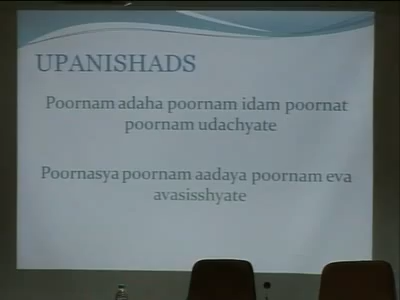 UPANISHADS
Poornam adaha poornam idam poornat
poornam udachyate
Poornasya poornam aadaya poornam eva
avasisshyate